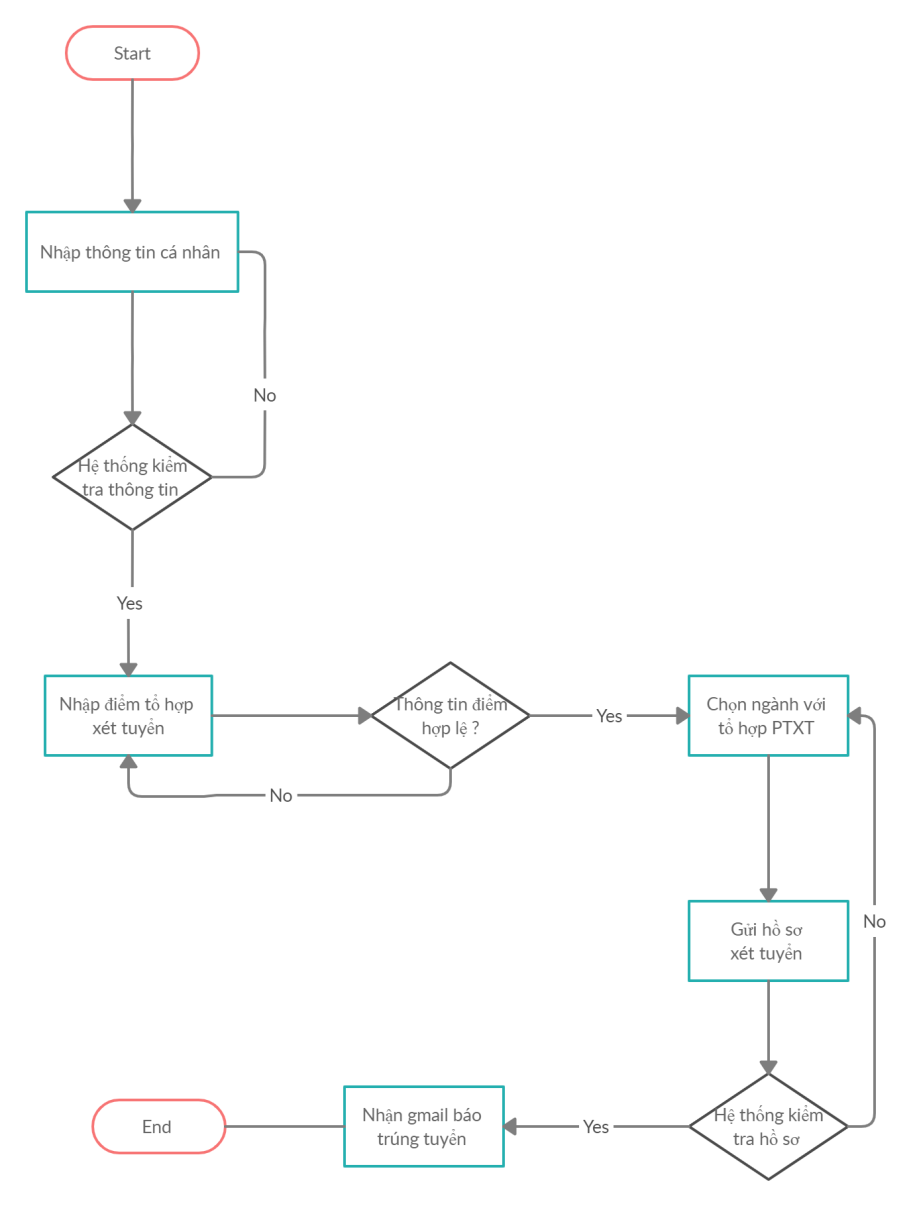 Start
Nhập thông tin cá nhân
No
Hệ thống kiểm
tra thông tin
Yes
Nhập điểm tổ hợp
xét tuyển
Thông tin điểm
hợp lệ ?
Yes
Chọn ngành với
tổ hợp PTXT
No
Gửi hồ sơ
xét tuyển
No
Hệ thống kiểm
tra hồ sơ
Yes
Nhận gmail báo
trúng tuyển
End